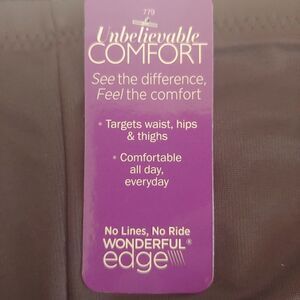 779
Unbelievable
COMFORT
See the difference,
Feel the comfort
• Targets waist, hips
& thighs
• Comfortable
all day,
everyday
No Lines, No Ride
WONDERFUL®
edge